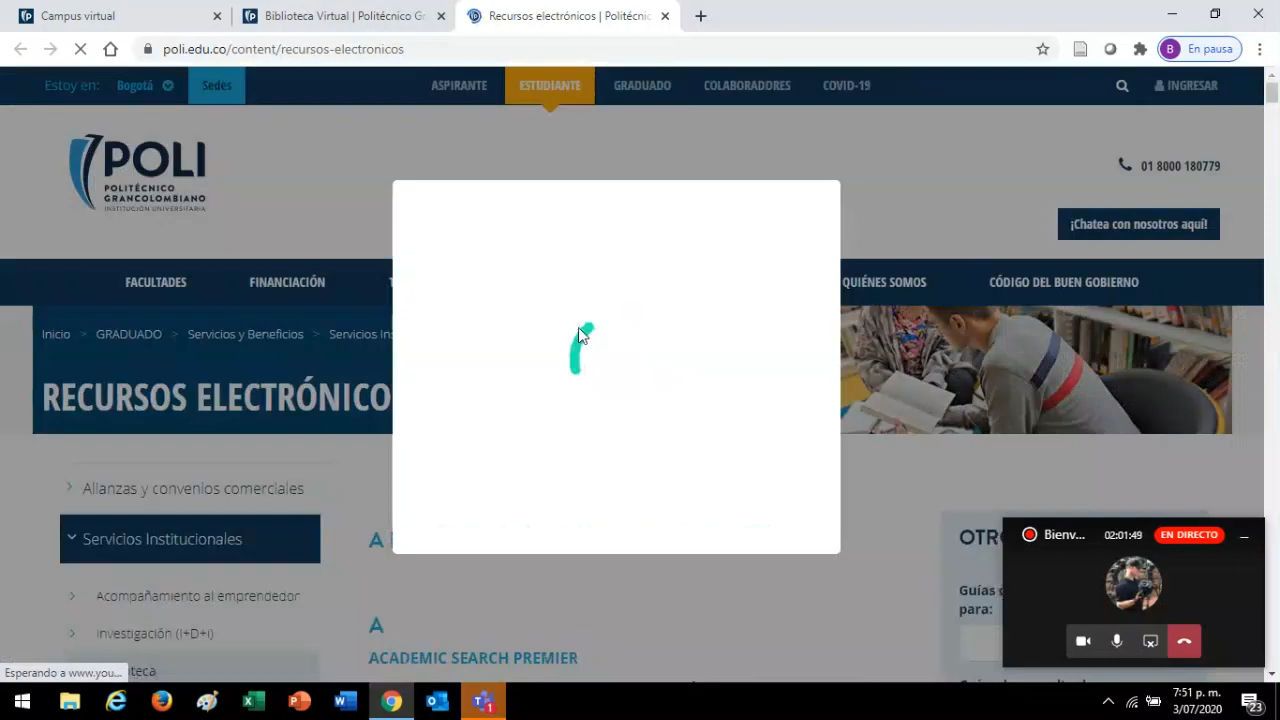 Campus virtual
Biblioteca Virtual | Politécnico Gr
Recursos electrónicos | Politécnic
poli.edu.co/content/recursos-electronicos
B En pausa
Estoy en: Bogotá Sedes
ASPIRANTE ESTUDIANTE GRADUADO COLABORADORES COVID-19
INGRESAR
POLI
POLITÉCNICO
GRANCOLOMBIANO
INSTITUCIÓN UNIVERSITARIA
01 8000 180779
¡Chatea con nosotros aquí!
FACULTADES FINANCIACIÓN T QUIÉNES SOMOS CÓDIGO DEL BUEN GOBIERNO
Inicio > GRADUADO > Servicios y Beneficios > Servicios Ins
RECURSOS ELECTRÓNICO
> Alianzas y convenios comerciales
Servicios Institucionales
> Acompañamiento al emprendedor
> Investigación (I+D+i)
teca
A
A
ACADEMIC SEARCH PREMIER
OTRO
Guías
para:
Bienv... 02:01:49 EN DIRECTO
Esperando a www.you...
1
7:51 p. m.
3/07/2020
23